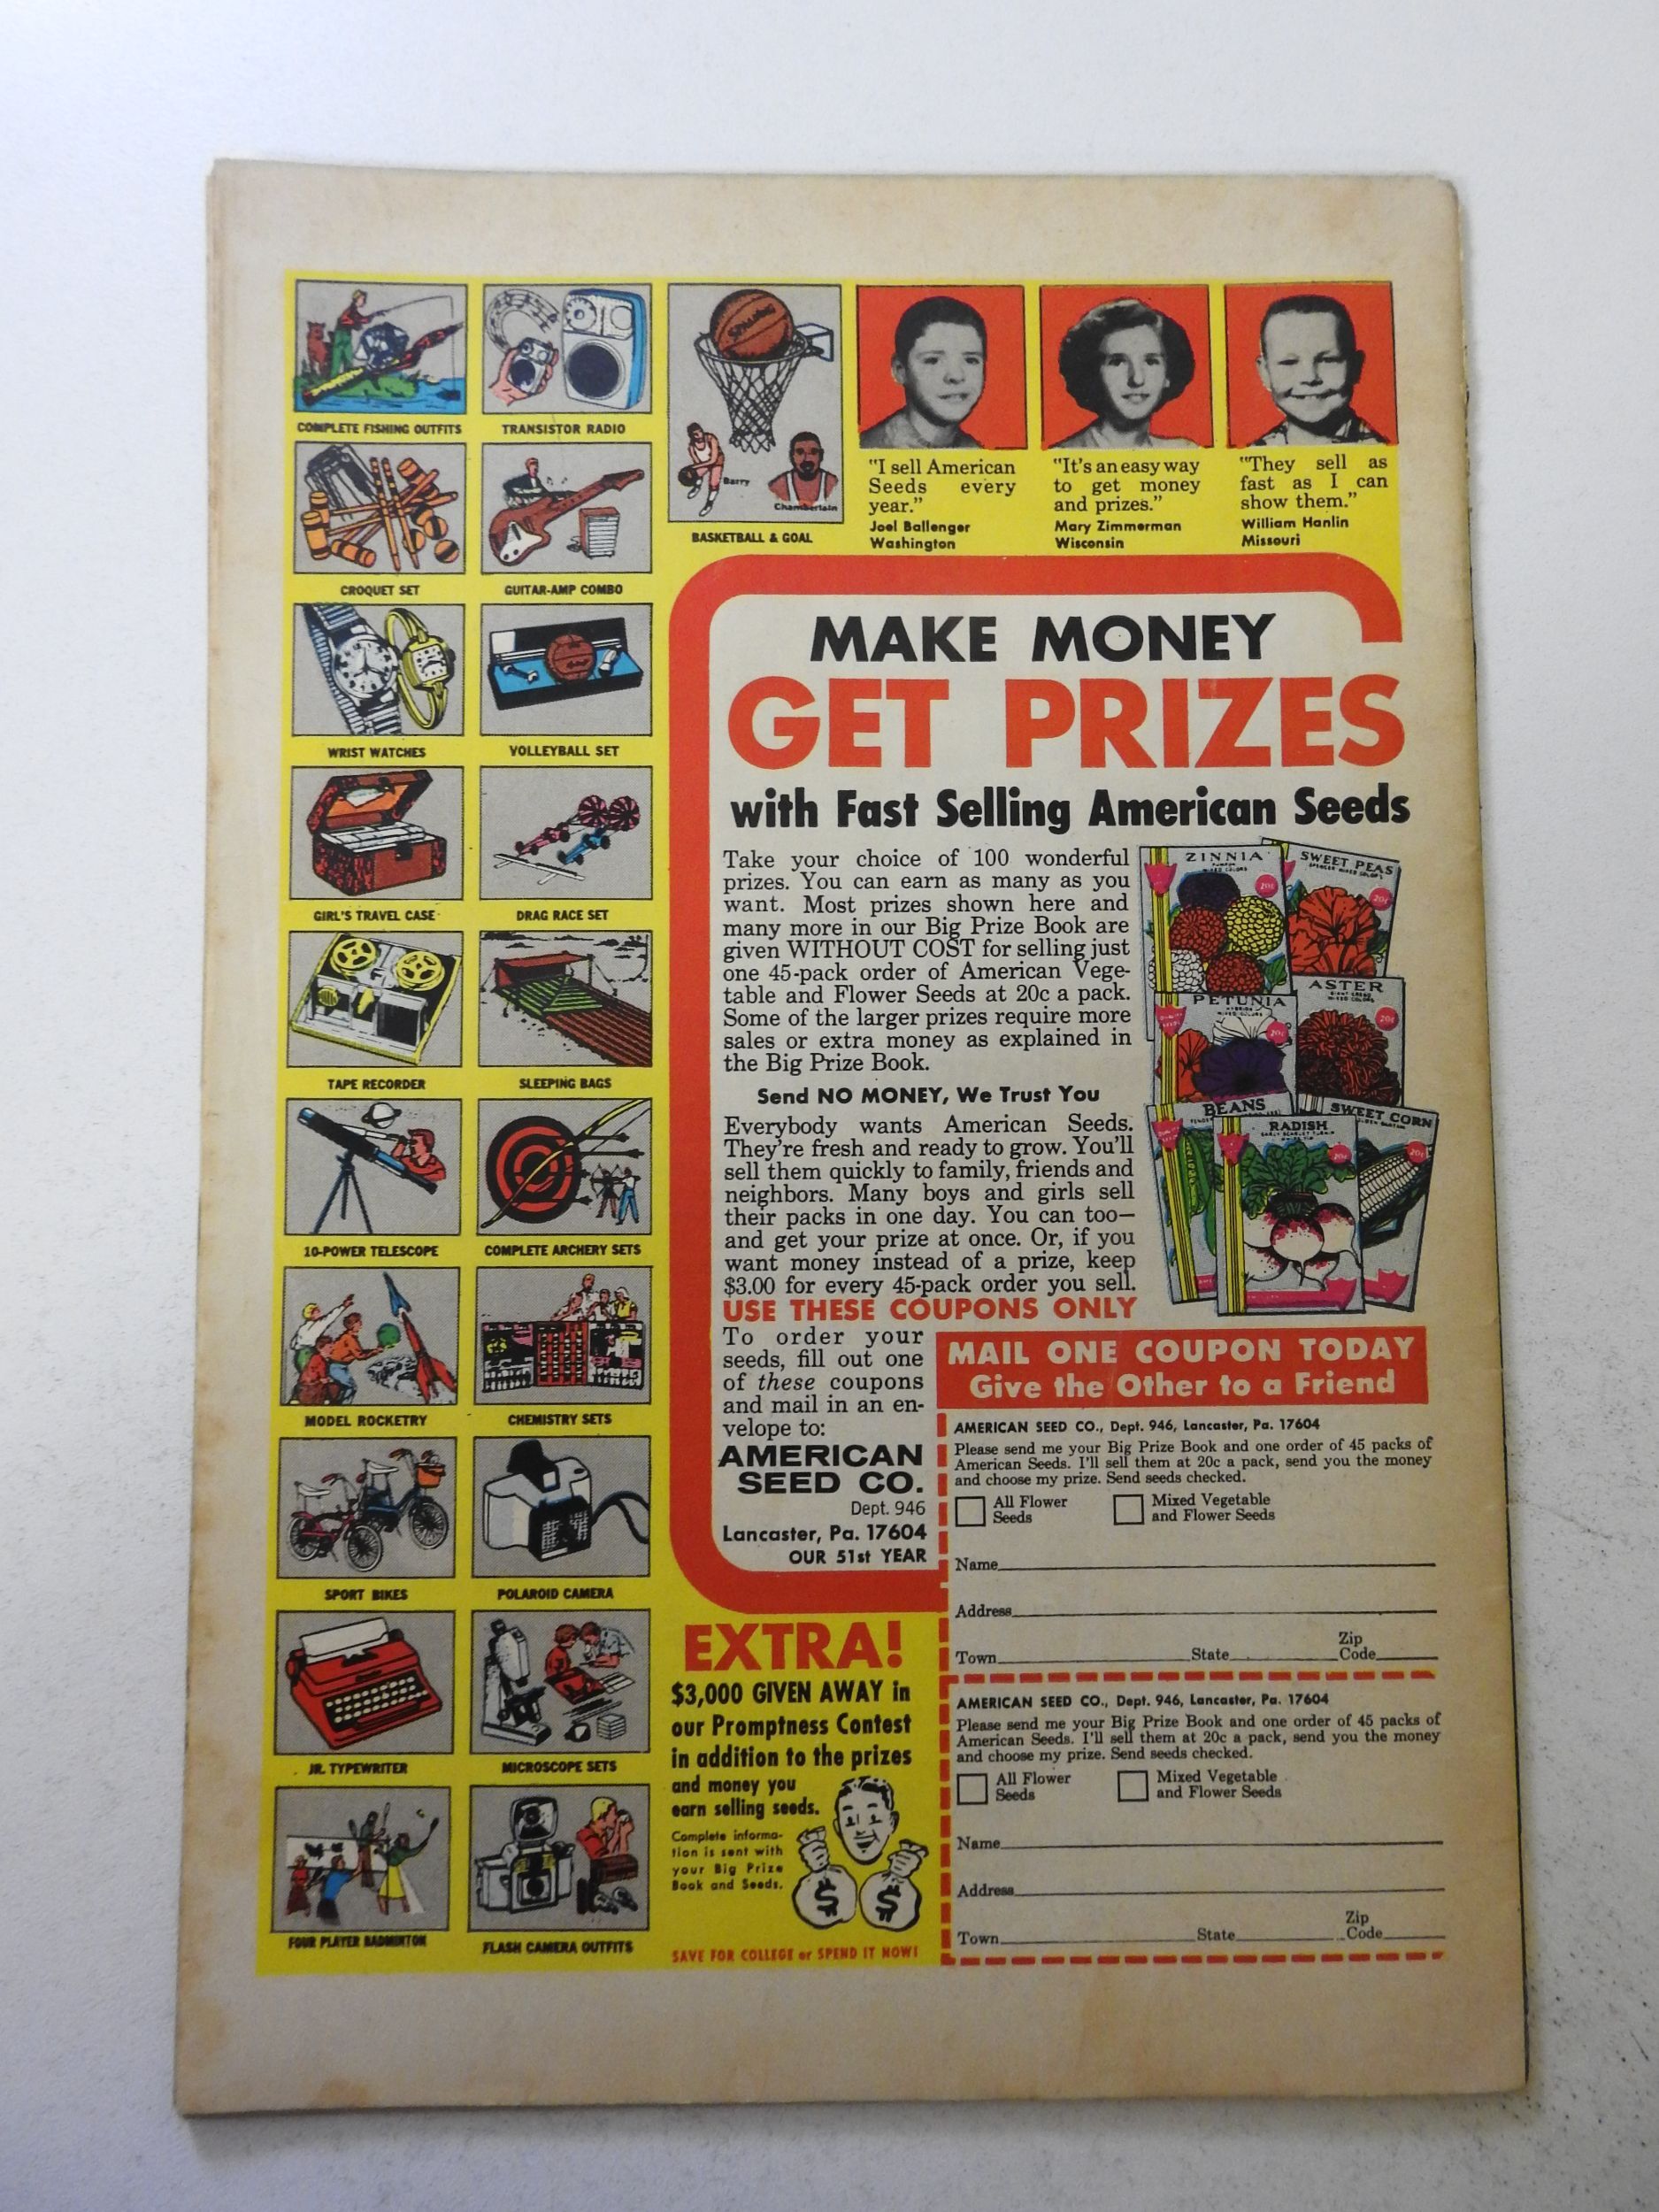 COMPLETE FISHING OUTFITS
TRANSISTOR RADIO
CROQUET SET
GUITAR-AMP COMBO
WRIST WATCHES
VOLLEYBALL SET
GIRL'S TRAVEL CASE
DRAG RACE SET
TAPE RECORDER
SLEEPING BAGS
10-POWER TELESCOPE
COMPLETE ARCHERY SETS
MODEL ROCKETRY
CHEMISTRY SETS
SPORT BIKES
POLAROID CAMERA
JR. TYPEWRITER
MICROSCOPE SETS
FOUR PLAYER BADMINTON
FLASH CAMERA OUTFITS
SPALDING
Barry
Chamberlain
BASKETBALL & GOAL
"I sell American
Seeds every
year."
Joel Ballenger
Washington
"It's an easy way
to get money
and prizes."
Mary Zimmerman
Wisconsin
"They sell as
fast as I can
show them."
William Hanlin
Missouri
MAKE MONEY
GET PRIZES
with Fast Selling American Seeds
Take your choice of 100 wonderful
prizes. You can earn as many as you
want. Most prizes shown here and
many more in our Big Prize Book are
given WITHOUT COST for selling just
one 45-pack order of American Vege-
table and Flower Seeds at 20c a pack.
Some of the larger prizes require more
sales or extra money as explained in
the Big Prize Book.
Send NO MONEY, We Trust You
Everybody wants American Seeds.
They're fresh and ready to grow. You'll
sell them quickly to family, friends and
neighbors. Many boys and girls sell
their packs in one day. You can too—
and get your prize at once. Or, if you
want money instead of a prize, keep
$3.00 for every 45-pack order you sell.
USE THESE COUPONS ONLY
To order your
seeds, fill out one
of these coupons
and mail in an en-
velope to:
AMERICAN
SEED CO.
Dept. 946
Lancaster, Pa. 17604
OUR 51st YEAR
ZINNIA
MIXED COLORS
20¢
SWEET PEAS
SPENCER MIXED COLORS
20¢
PETUNIA
MIXED COLORS
20¢
ASTER
MIXED COLORS
20¢
BEANS
RADISH
20¢
SWEET CORN
20¢
MAIL ONE COUPON TODAY
Give the Other to a Friend
AMERICAN SEED CO., Dept. 946, Lancaster, Pa. 17604
Please send me your Big Prize Book and one order of 45 packs of
American Seeds. I'll sell them at 20c a pack, send you the money
and choose my prize. Send seeds checked.
All Flower
Seeds
Mixed Vegetable
and Flower Seeds
Name
Address
Town State Zip
Code
AMERICAN SEED CO., Dept. 946, Lancaster, Pa. 17604
Please send me your Big Prize Book and one order of 45 packs of
American Seeds. I'll sell them at 20c a pack, send you the money
and choose my prize. Send seeds checked.
All Flower
Seeds
Mixed Vegetable
and Flower Seeds
Name
Address
Town State Zip
Code
EXTRA!
$3,000 GIVEN AWAY in
our Promptness Contest
in addition to the prizes
and money you
earn selling seeds.
Complete informa-
tion is sent with
your Big Prize
Book and Seeds.
$ $
SAVE FOR COLLEGE or SPEND IT NOW!